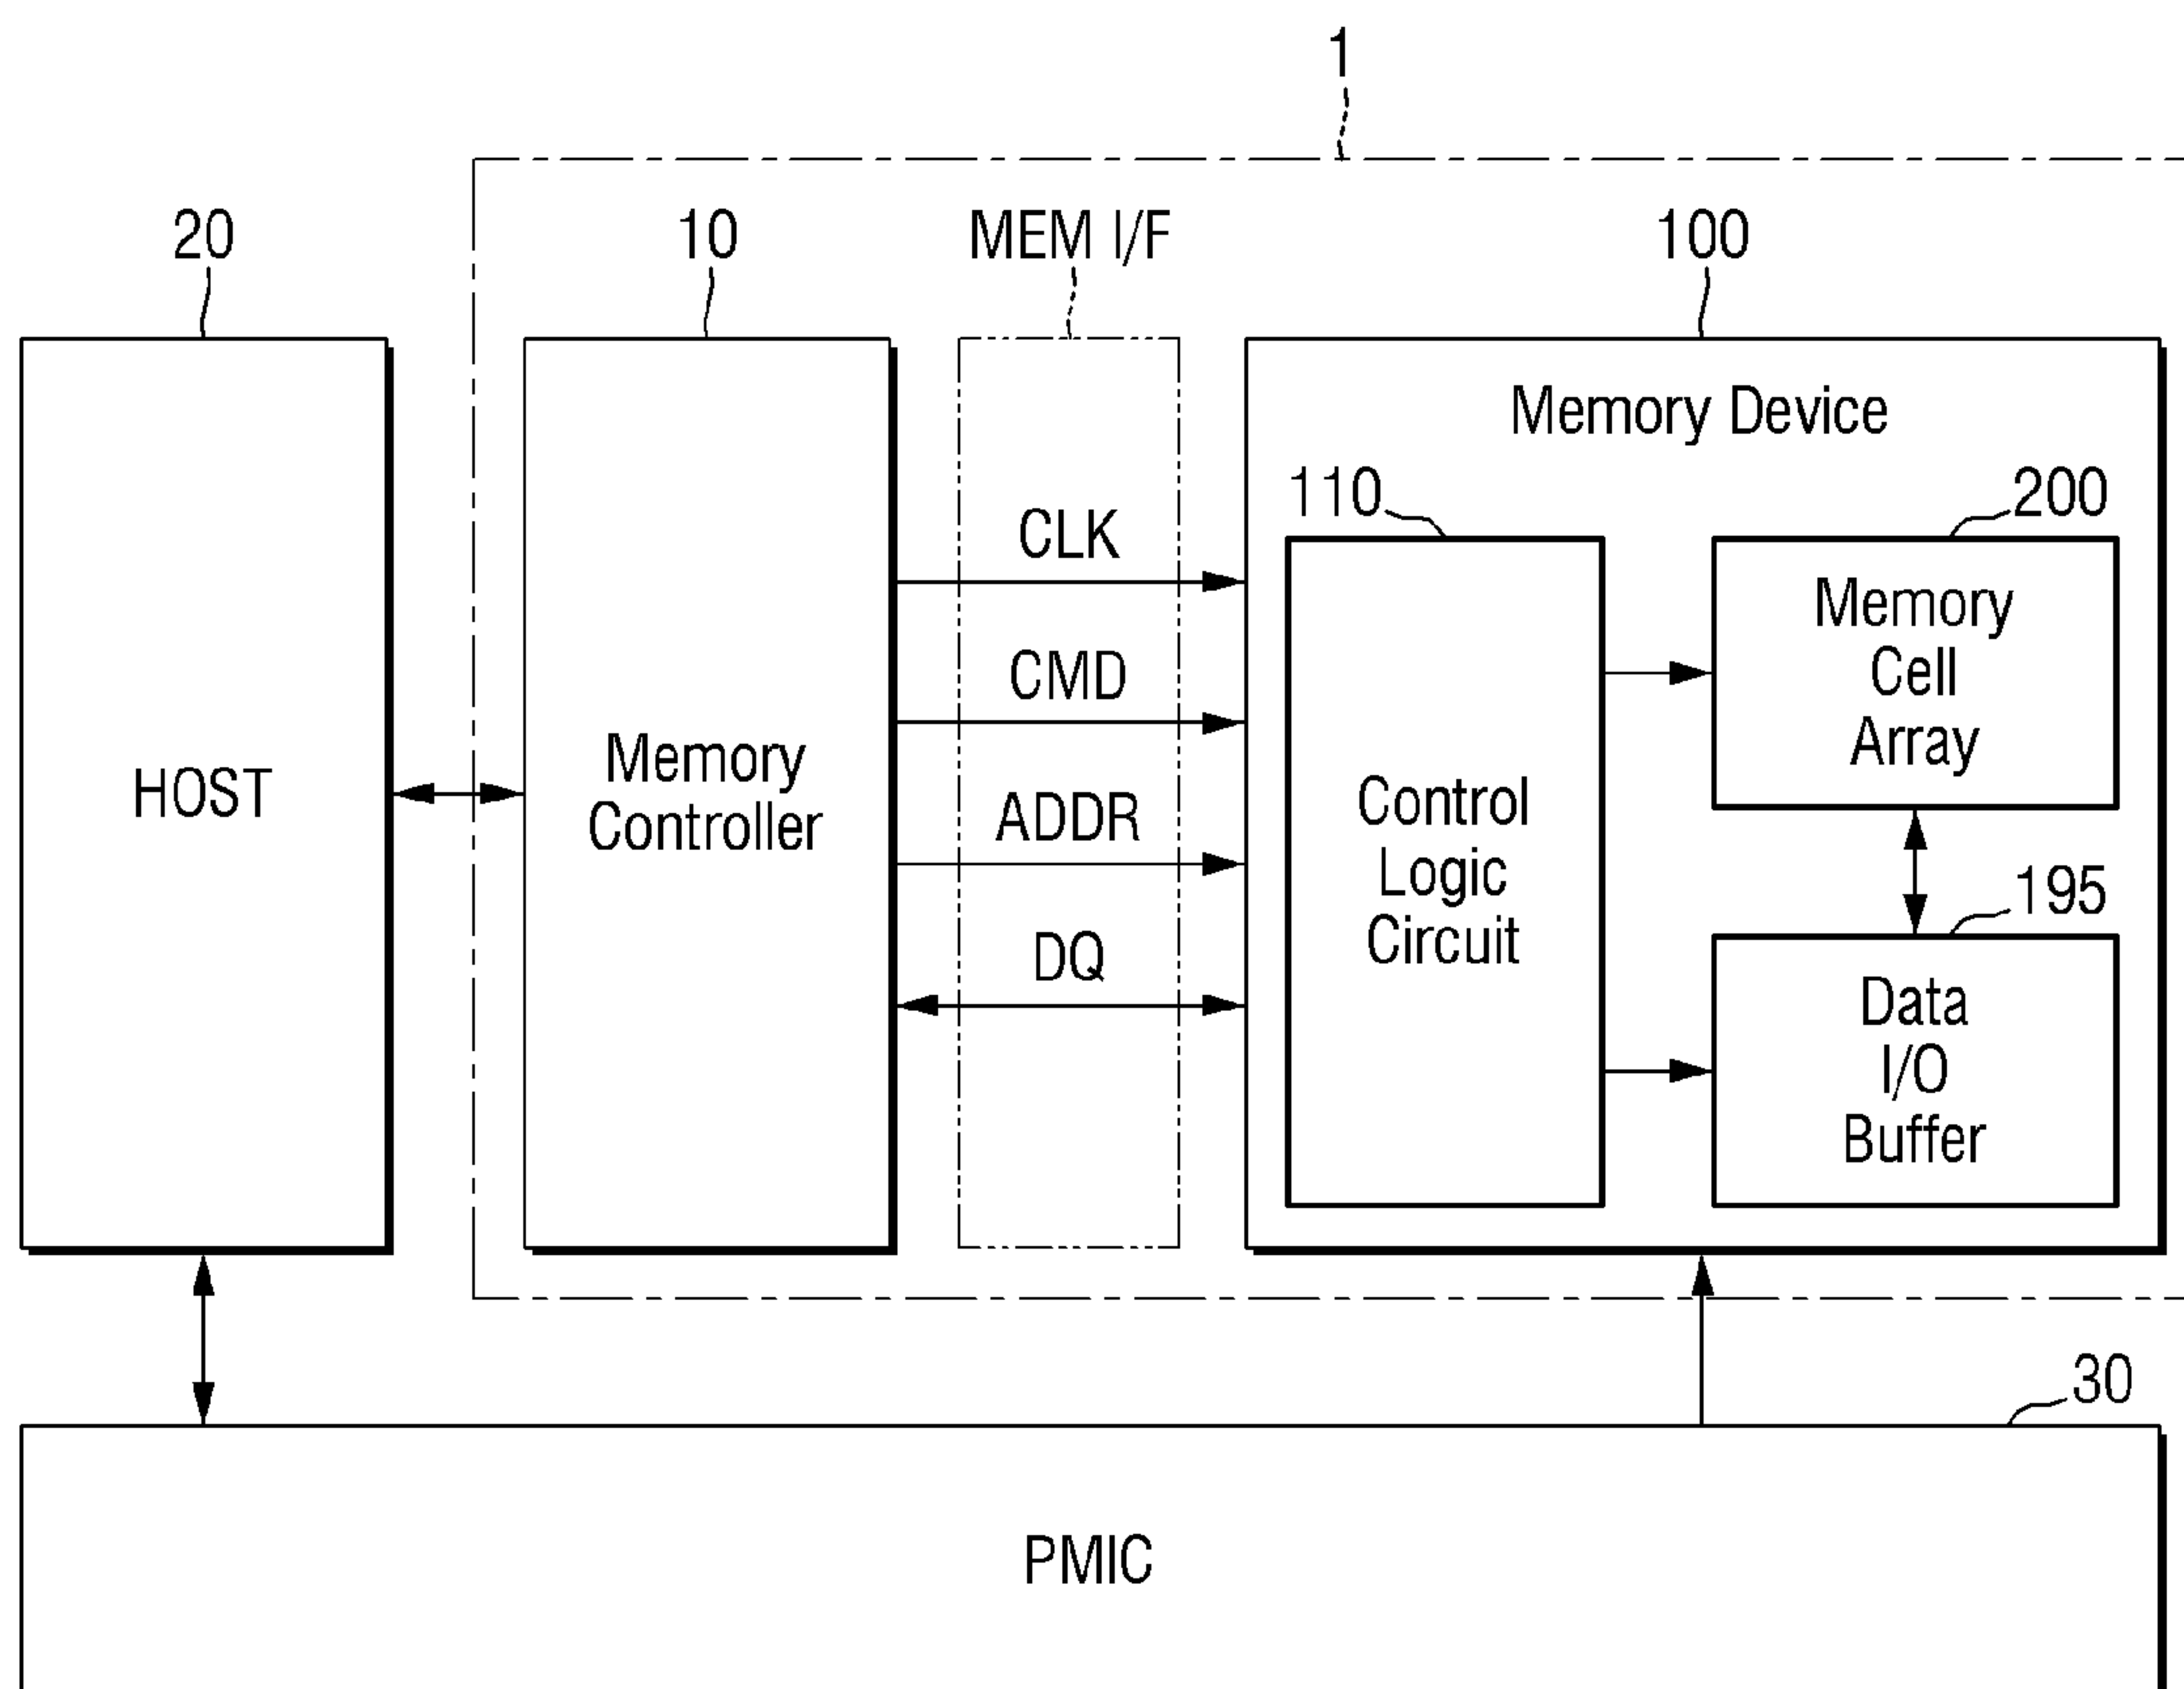 1
20
10
MEM I/F
100
Memory Device
110
200
CLK
CMD
ADDR
DQ
HOST
Memory
Controller
Control
Logic
Circuit
Memory
Cell
Array
195
Data
I/O
Buffer
30
PMIC